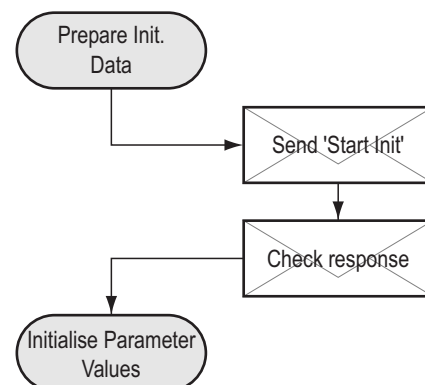 Prepare Init.
Data
Send 'Start Init'
Check response
Initialise Parameter
Values